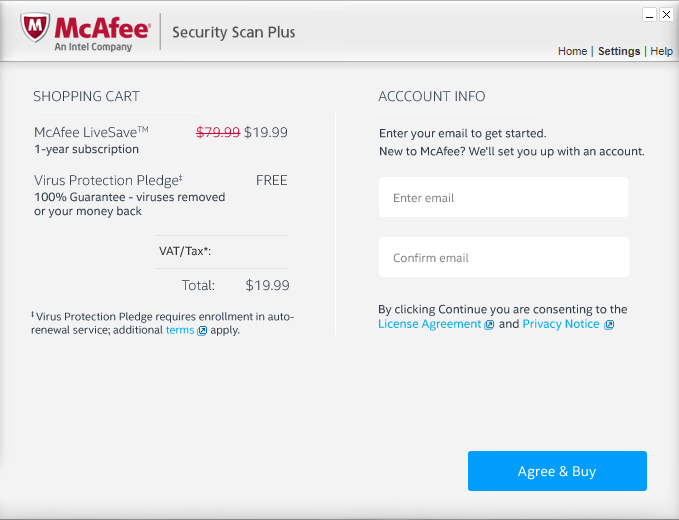 McAfee®
An Intel Company
Security Scan Plus
Home | Settings | Help
SHOPPING CART
McAfee LiveSave™ $79.99 $19.99
1-year subscription
Virus Protection Pledge‡ FREE
100% Guarantee - viruses removed
or your money back
VAT/Tax*:
Total: $19.99
‡ Virus Protection Pledge requires enrollment in auto-
renewal service; additional terms apply.
ACCCOUNT INFO
Enter your email to get started.
New to McAfee? We'll set you up with an account.
Enter email
Confirm email
By clicking Continue you are consenting to the
License Agreement and Privacy Notice
Agree & Buy